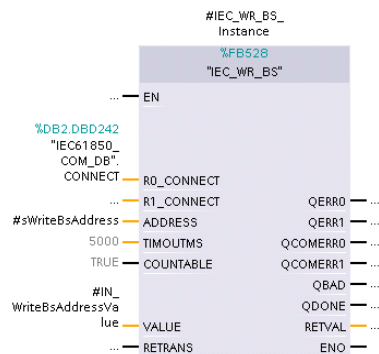 #IEC_WR_BS_
Instance
%FB528
"IEC_WR_BS"
... EN
%DB2.DBD242
"IEC61850_
COM_DB".
CONNECT R0_CONNECT
... R1_CONNECT QERR0 ...
#sWriteBsAddress ADDRESS QERR1 ...
5000 TIMOUTMS QCOMERR0 ...
TRUE COUNTABLE QCOMERR1 ...
QBAD ...
#IN_
WriteBsAddressVa QDONE ...
lue VALUE RETVAL ...
... RETRANS ENO